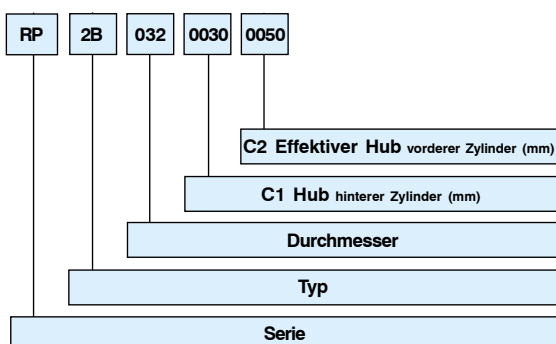 RP 2B 032 0030 0050
C2 Effektiver Hub vorderer Zylinder (mm)
C1 Hub hinterer Zylinder (mm)
Durchmesser
Typ
Serie